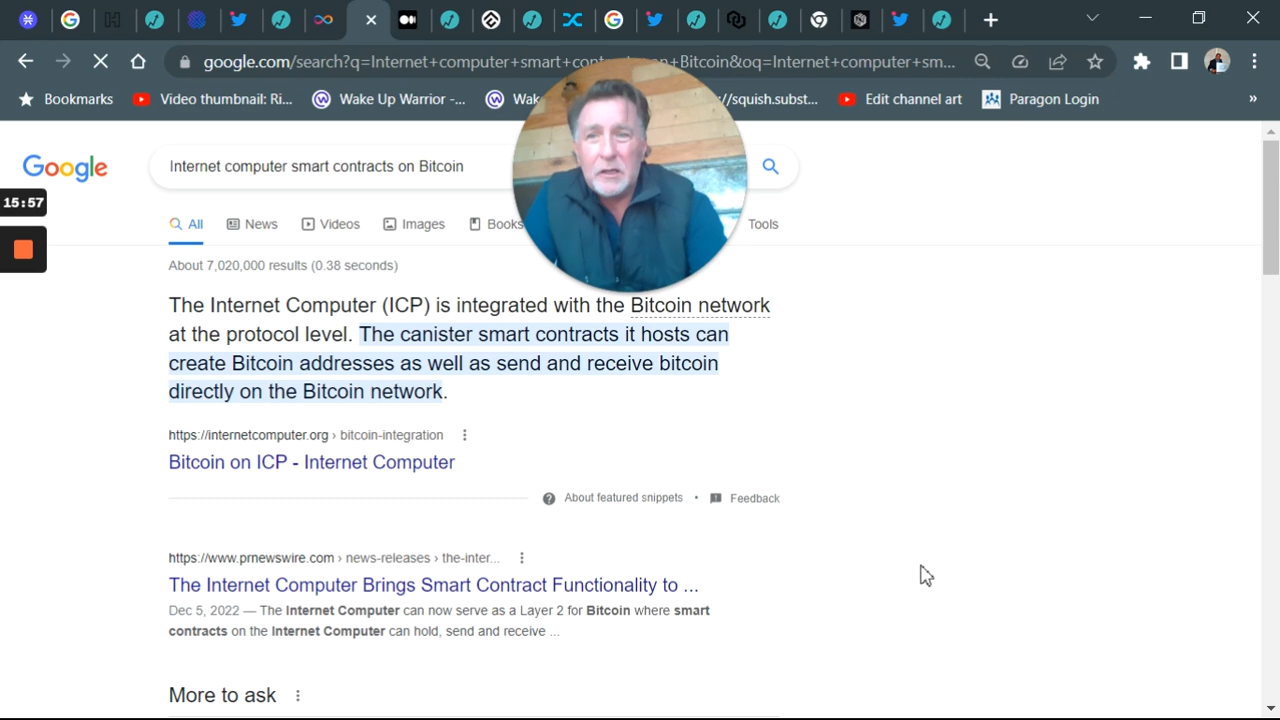 google.com/search?q=Internet+computer+smart+con
+Bitcoin&oq=Internet+computer+sm...
Bookmarks
Video thumbnail: Ri...
Wake Up Warrior -...
//squish.subst...
Edit channel art
Paragon Login
»
Google
Internet computer smart contracts on Bitcoin
15:57
All
News
Videos
Images
Books
Tools
About 7,020,000 results (0.38 seconds)
The Internet Computer (ICP) is integrated with the Bitcoin network
at the protocol level. The canister smart contracts it hosts can
create Bitcoin addresses as well as send and receive bitcoin
directly on the Bitcoin network.
https://internetcomputer.org › bitcoin-integration
Bitcoin on ICP - Internet Computer
About featured snippets
•
Feedback
https://www.prnewswire.com › news-releases › the-inter...
The Internet Computer Brings Smart Contract Functionality to ...
Dec 5, 2022 — The Internet Computer can now serve as a Layer 2 for Bitcoin where smart
contracts on the Internet Computer can hold, send and receive ...
More to ask